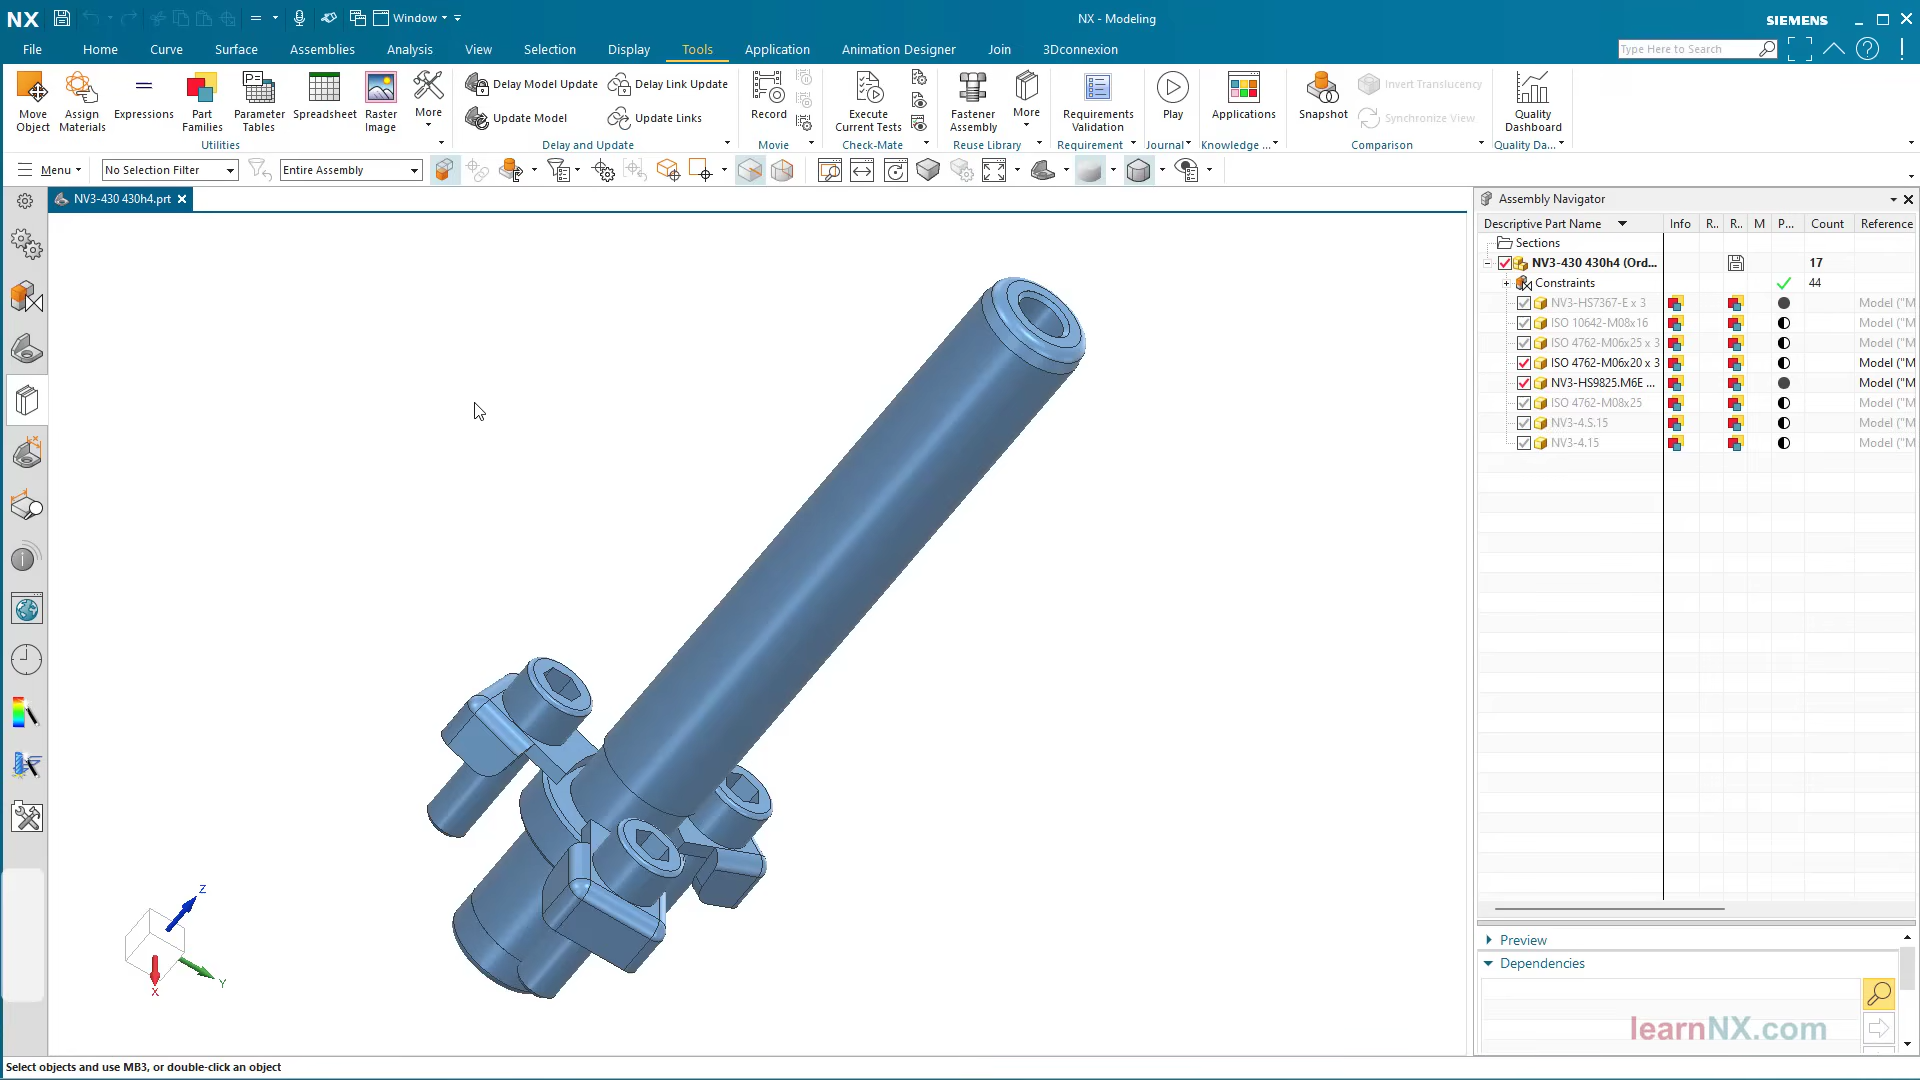 NX
Window
NX - Modeling
SIEMENS
File Home Curve Surface Assemblies Analysis View Selection Display Tools Application Animation Designer Join 3Dconnexion
Type Here to Search
Move Object
Assign Materials
Expressions
Part Families
Parameter Tables
Spreadsheet
Raster Image
More
Delay Model Update
Delay Link Update
Update Model
Update Links
Record
Execute Current Tests
Fastener Assembly
More
Requirements Validation
Play
Applications
Snapshot
Invert Translucency
Synchronize View
Quality Dashboard
Utilities
Delay and Update
Movie
Check-Mate
Reuse Library
Requirement
Journal
Knowledge ...
Comparison
Quality Da...
Menu
No Selection Filter
Entire Assembly
NV3-430 430h4.prt
Assembly Navigator
Descriptive Part Name Info R.. R.. M P... Count Reference
Sections
NV3-430 430h4 (Ord... 17
Constraints 44
NV3-HS7367-E x 3 Model ("M
ISO 10642-M08x16 Model ("M
ISO 4762-M06x25 x 3 Model ("M
ISO 4762-M06x20 x 3 Model ("M
NV3-HS9825.M6E ... Model ("M
ISO 4762-M08x25 Model ("M
NV3-4.S.15 Model ("M
NV3-4.15 Model ("M
Z
Y
X
Preview
Dependencies
learnNX.com
Select objects and use MB3, or double-click an object